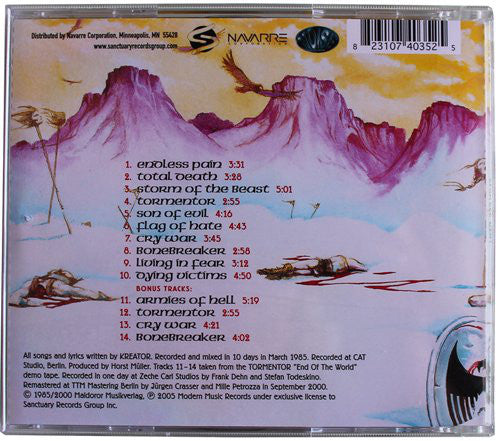 Distributed by Navarre Corporation, Minneapolis, MN 55428
www.sanctuaryrecordsgroup.com
NAVARRE
CORPORATION
8 23107 40352 5
1. Endless Pain 3:31
2. Total Death 3:28
3. Storm of the Beast 5:01
4. Tormentor 2:55
5. Son of Evil 4:16
6. Flag of Hate 4:43
7. Cry War 3:45
8. Bonebreaker 2:58
9. Living in Fear 3:12
10. Dying Victims 4:50
BONUS TRACKS:
11. Armies of Hell 5:19
12. Tormentor 2:55
13. Cry War 4:21
14. Bonebreaker 4:02
All songs and lyrics written by KREATOR. Recorded and mixed in 10 days in March 1985. Recorded at CAT
Studio, Berlin. Produced by Horst Müller. Tracks 11–14 taken from the TORMENTOR "End Of The World"
demo tape. Recorded in one day at Zeche Carl Studios by Frank Dehn and Stefan Todeskino.
Remastered at TTM Mastering Berlin by Jürgen Crasser and Mille Petrozza in September 2000.
© 1985/2000 Maldoror Musikverlag, ℗ 2005 Modern Music Records under exclusive license to
Sanctuary Records Group Inc.